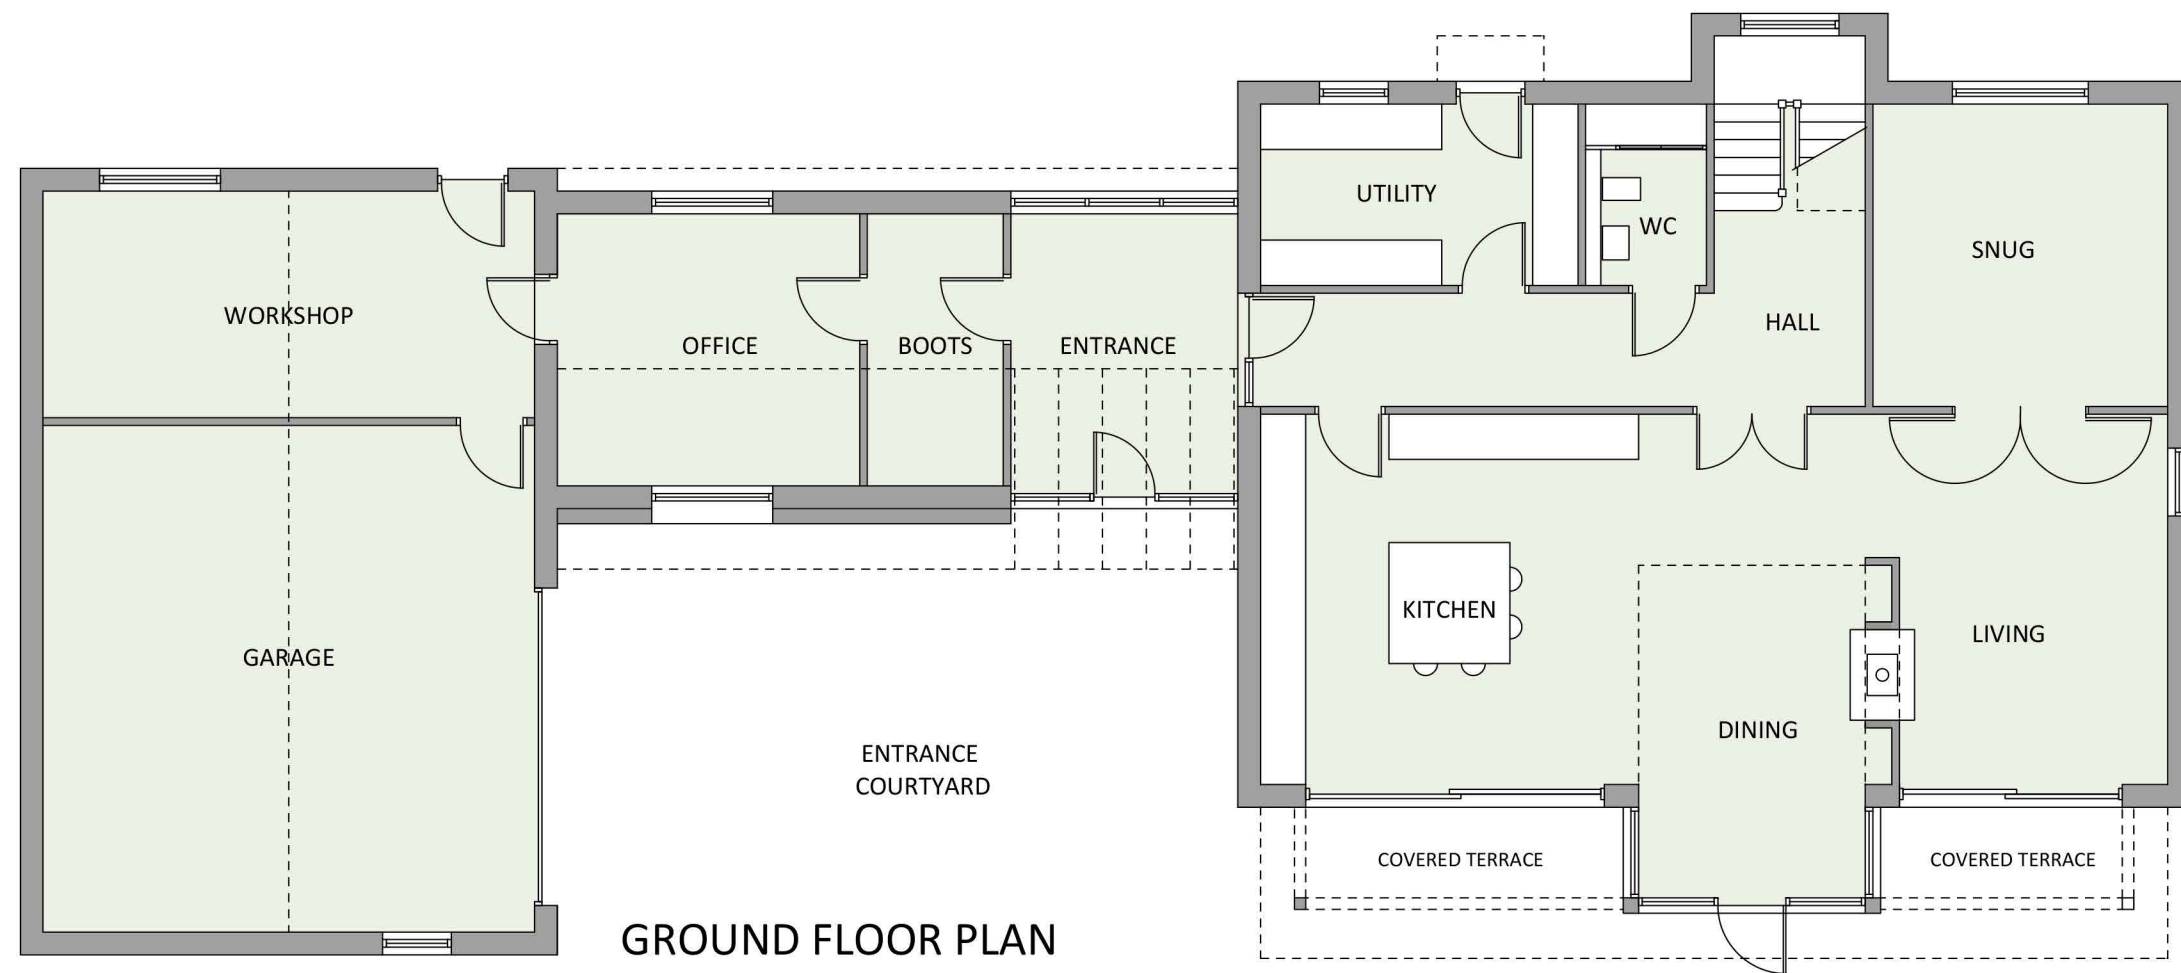 UTILITY
WC
SNUG
WORKSHOP
OFFICE
BOOTS
ENTRANCE
HALL
KITCHEN
LIVING
GARAGE
DINING
ENTRANCE
COURTYARD
COVERED TERRACE
COVERED TERRACE
GROUND FLOOR PLAN